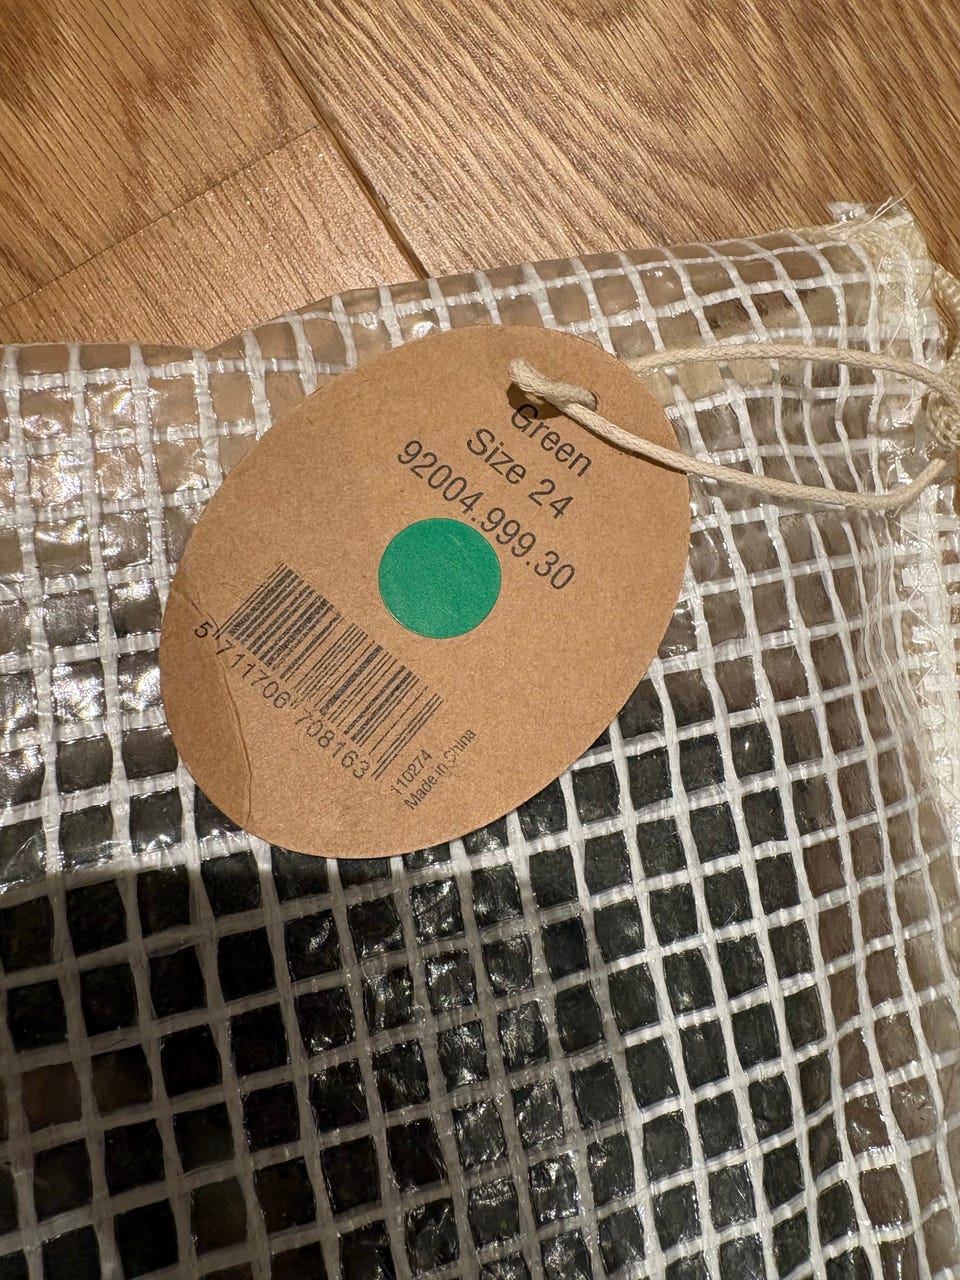 Green
Size 24
92004.999.30
5 711706 708163
110274
Made in China